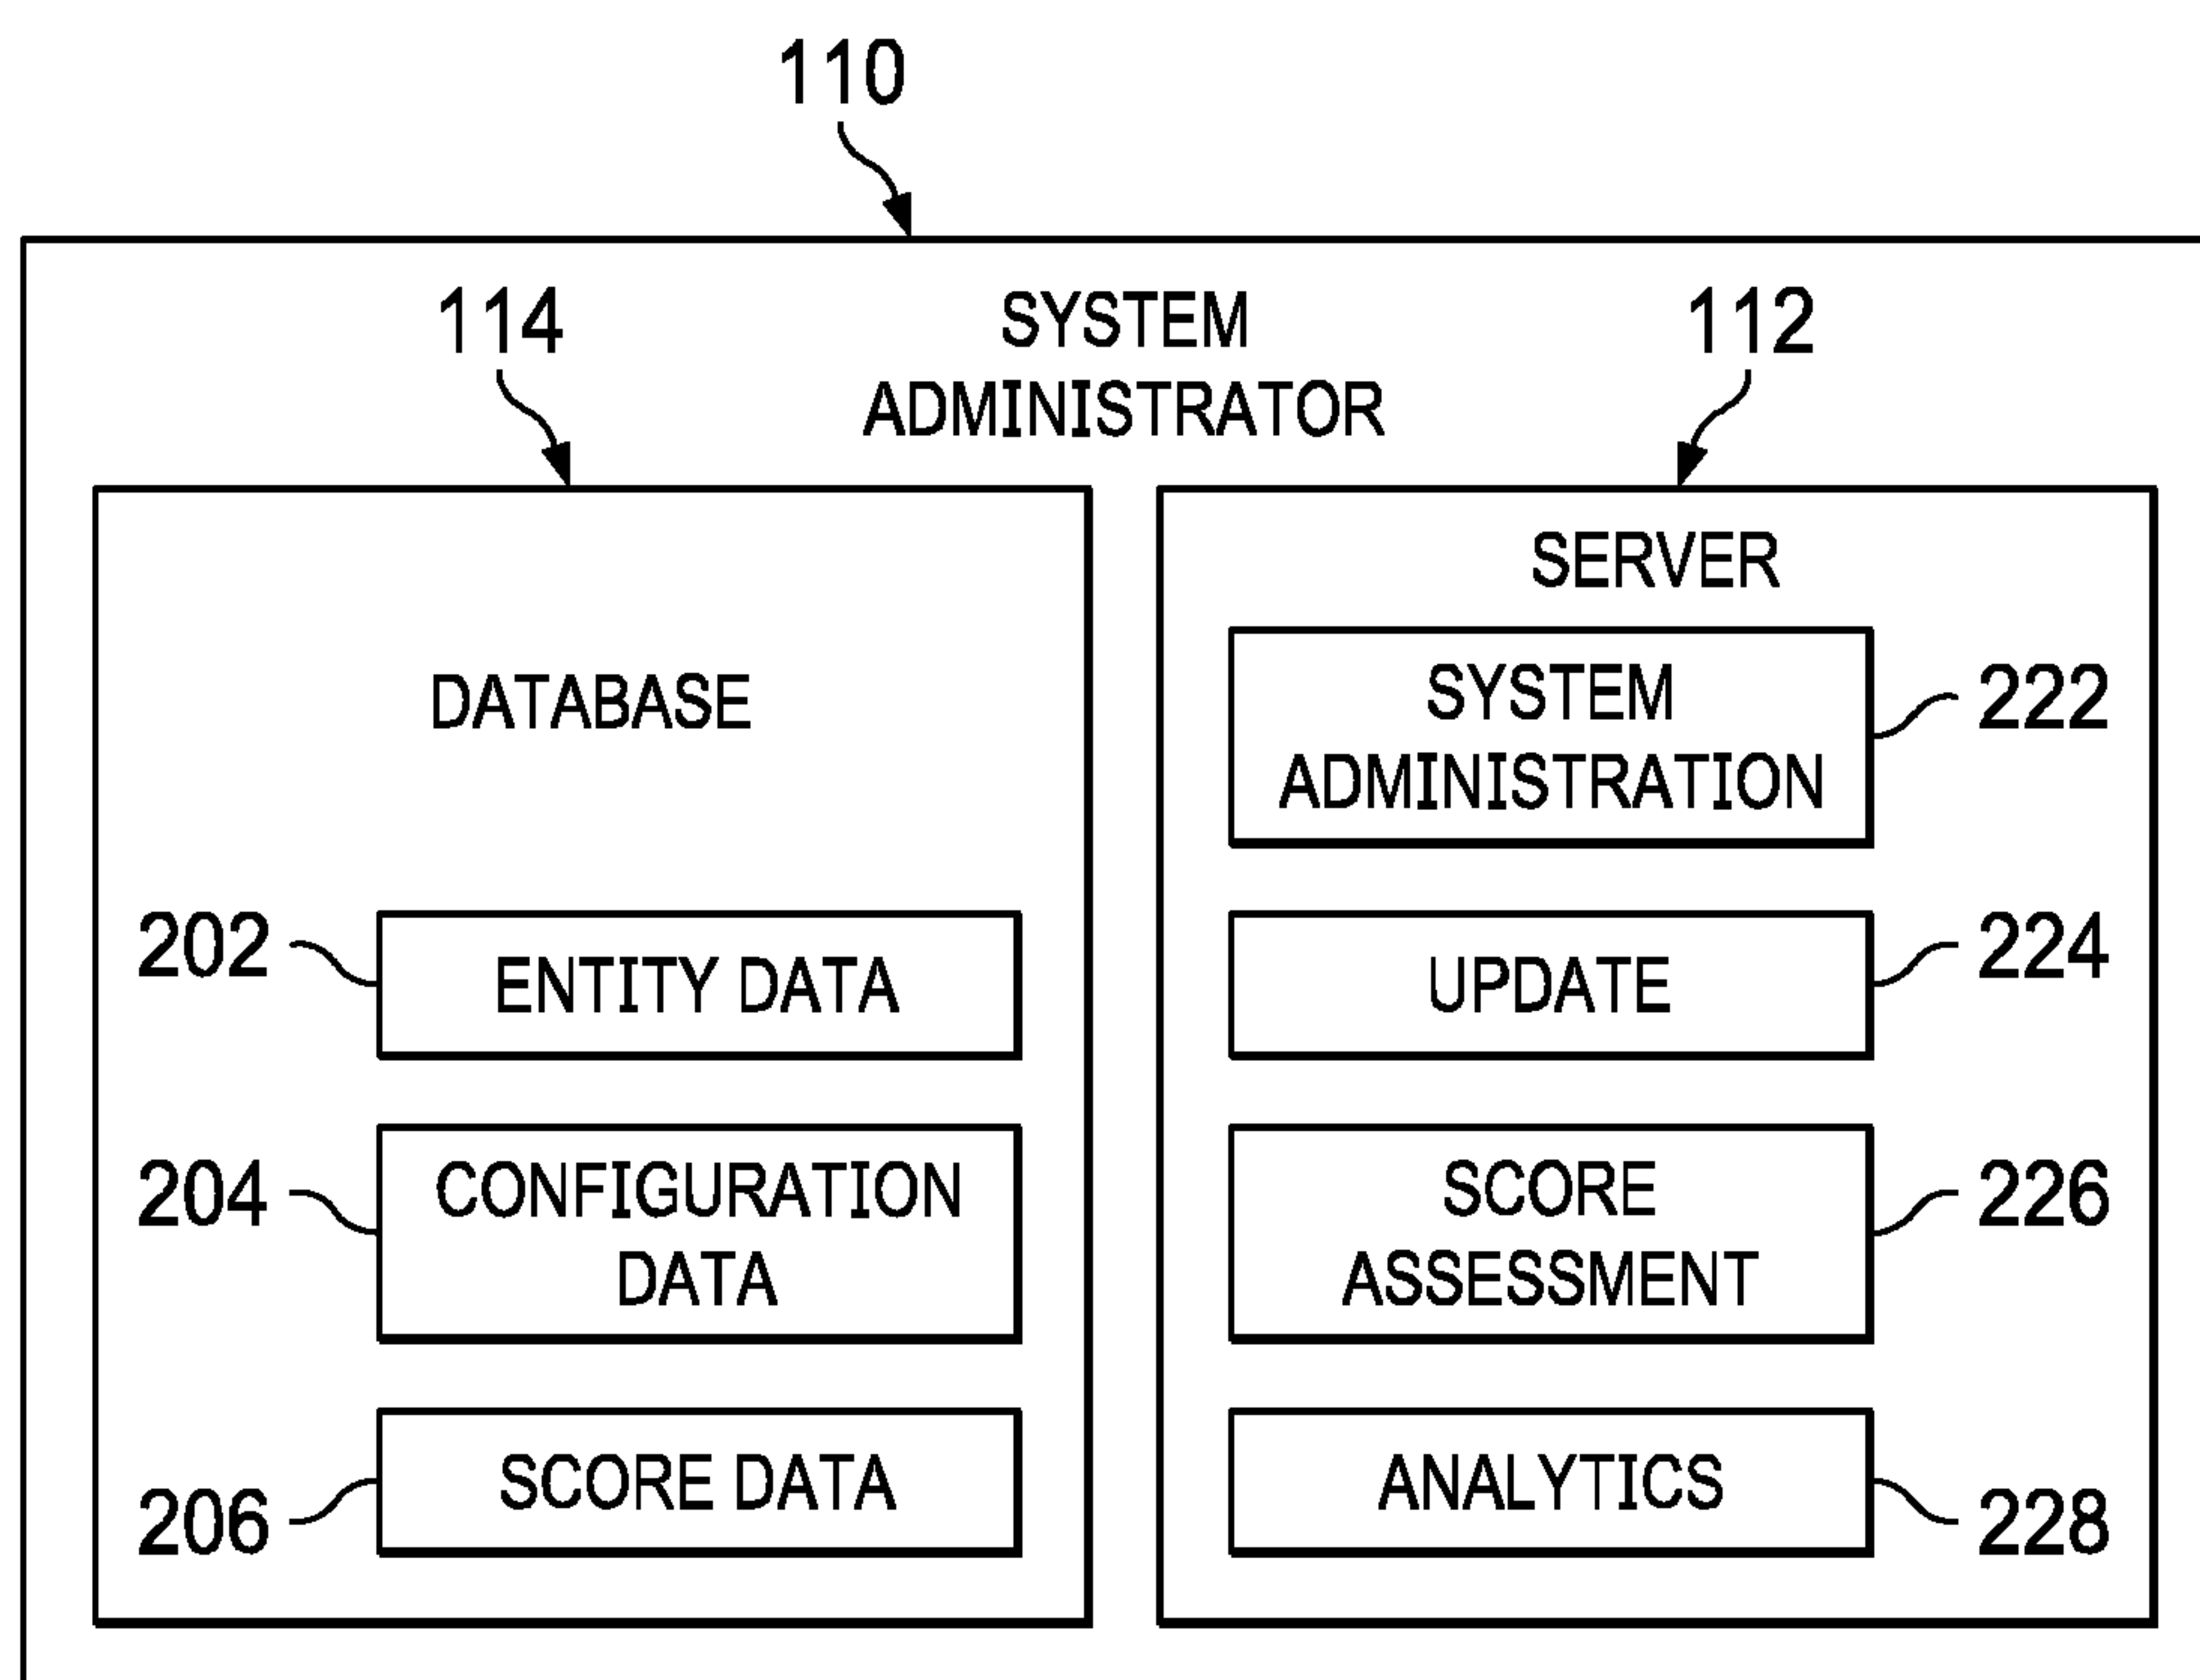 110
114
SYSTEM
ADMINISTRATOR
112
DATABASE
202
ENTITY DATA
204
CONFIGURATION
DATA
206
SCORE DATA
SERVER
SYSTEM
ADMINISTRATION
222
UPDATE
224
SCORE
ASSESSMENT
226
ANALYTICS
228